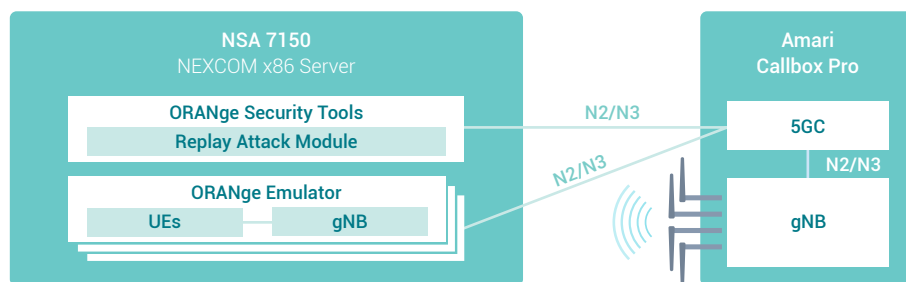 NSA 7150
NEXCOM x86 Server
ORANge Security Tools
Replay Attack Module
ORANge Emulator
UEs
gNB
N2/N3
N2/N3
Amari
Callbox Pro
5GC
N2/N3
gNB